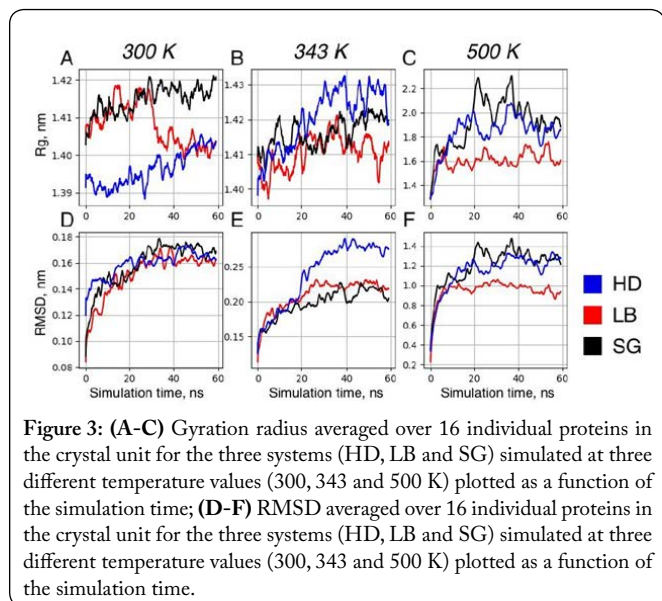 A 300 K B 343 K C 500 K
Rg, nm
1.42
1.41
1.40
1.39
1.43
1.42
1.41
1.40
2.2
2.0
1.8
1.6
1.4
0 20 40 60 0 20 40 60 0 20 40 60
D E F
RMSD, nm
0.18
0.16
0.14
0.12
0.10
0.08
0.25
0.20
0.15
1.4
1.2
1.0
0.8
0.6
0.4
0.2
0 20 40 60 0 20 40 60 0 20 40 60
Simulation time, ns Simulation time, ns Simulation time, ns
HD
LB
SG
Figure 3: (A-C) Gyration radius averaged over 16 individual proteins in
the crystal unit for the three systems (HD, LB and SG) simulated at three
different temperature values (300, 343 and 500 K) plotted as a function of
the simulation time; (D-F) RMSD averaged over 16 individual proteins in
the crystal unit for the three systems (HD, LB and SG) simulated at three
different temperature values (300, 343 and 500 K) plotted as a function of
the simulation time.